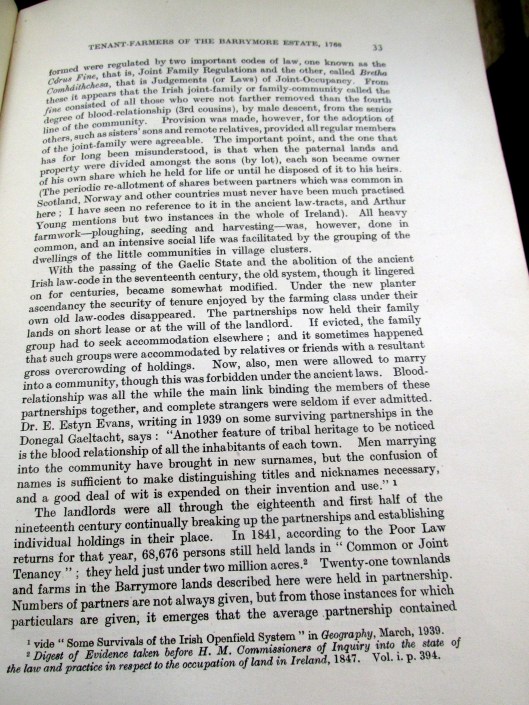 TENANT-FARMERS OF THE BARRYMORE ESTATE, 1768 33
formed were regulated by two important codes of law, one known as the
Cdrus Fine, that is, Joint Family Regulations and the other, called Bretha
Comhdithchesa, that is Judgements (or Laws) of Joint-Occupancy. From
these it appears that the Irish joint-family or family-community called the
fine consisted of all those who were not farther removed than the fourth
degree of blood-relationship (3rd cousins), by male descent, from the senior
line of the community. Provision was made, however, for the adoption of
others, such as sisters' sons and remote relatives, provided all regular members
of the joint-family were agreeable. The important point, and the one that
has for long been misunderstood, is that when the paternal lands and
property were divided amongst the sons (by lot), each son became owner
of his own share which he held for life or until he disposed of it to his heirs.
(The periodic re-allotment of shares between partners which was common in
Scotland, Norway and other countries must never have been much practised
here ; I have seen no reference to it in the ancient law-tracts, and Arthur
Young mentions but two instances in the whole of Ireland). All heavy
farmwork—ploughing, seeding and harvesting—was, however, done in
common, and an intensive social life was facilitated by the grouping of the
dwellings of the little communities in village clusters.
With the passing of the Gaelic State and the abolition of the ancient
Irish law-code in the seventeenth century, the old system, though it lingered
on for centuries, became somewhat modified. Under the new planter
ascendancy the security of tenure enjoyed by the farming class under their
own old law-codes disappeared. The partnerships now held their family
lands on short lease or at the will of the landlord. If evicted, the family
group had to seek accommodation elsewhere ; and it sometimes happened
that such groups were accommodated by relatives or friends with a resultant
gross overcrowding of holdings. Now, also, men were allowed to marry
into a community, though this was forbidden under the ancient laws. Blood-
relationship was all the while the main link binding the members of these
partnerships together, and complete strangers were seldom if ever admitted.
Dr. E. Estyn Evans, writing in 1939 on some surviving partnerships in the
Donegal Gaeltacht, says : “Another feature of tribal heritage to be noticed
is the blood relationship of all the inhabitants of each town. Men marrying
into the community have brought in new surnames, but the confusion of
names is sufficient to make distinguishing titles and nicknames necessary,
and a good deal of wit is expended on their invention and use.” 1
The landlords were all through the eighteenth and first half of the
nineteenth century continually breaking up the partnerships and establishing
individual holdings in their place. In 1841, according to the Poor Law
returns for that year, 68,676 persons still held lands in “ Common or Joint
Tenancy ” ; they held just under two million acres.2 Twenty-one townlands
and farms in the Barrymore lands described here were held in partnership.
Numbers of partners are not always given, but from those instances for which
particulars are given, it emerges that the average partnership contained
1 vide “ Some Survivals of the Irish Openfield System ” in Geography, March, 1939.
2 Digest of Evidence taken before H. M. Commissioners of Inquiry into the state of
the law and practice in respect to the occupation of land in Ireland, 1847. Vol. i. p. 394.